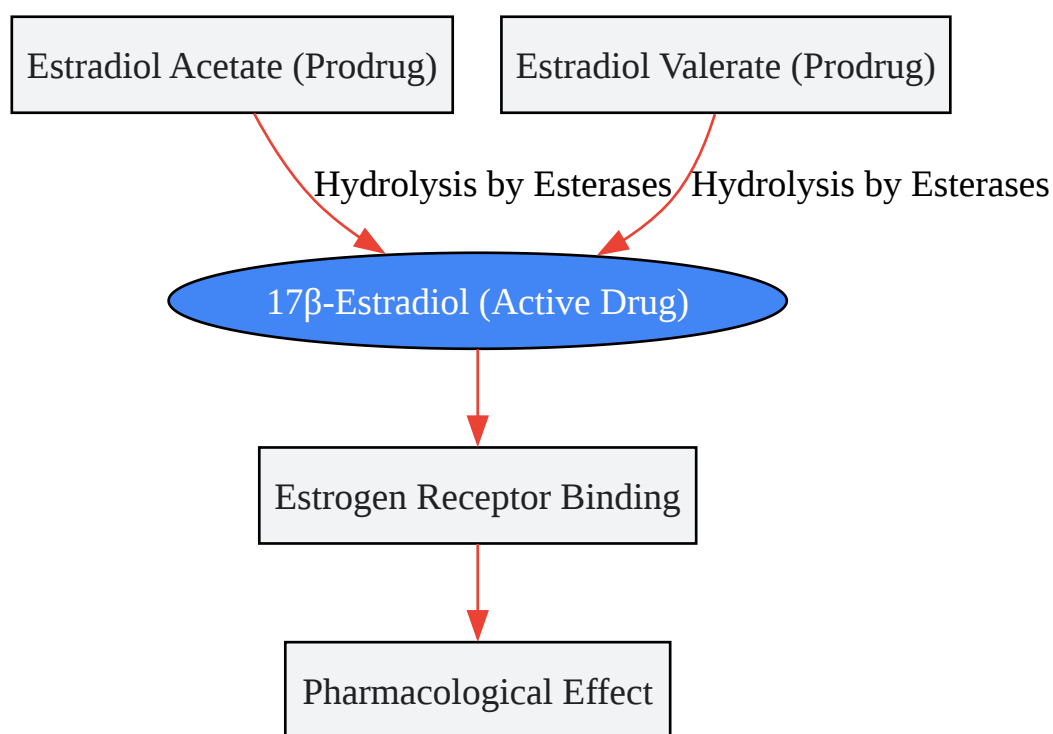 Estradiol Acetate (Prodrug)
Estradiol Valerate (Prodrug)
Hydrolysis by Esterases
Hydrolysis by Esterases
17β-Estradiol (Active Drug)
Estrogen Receptor Binding
Pharmacological Effect